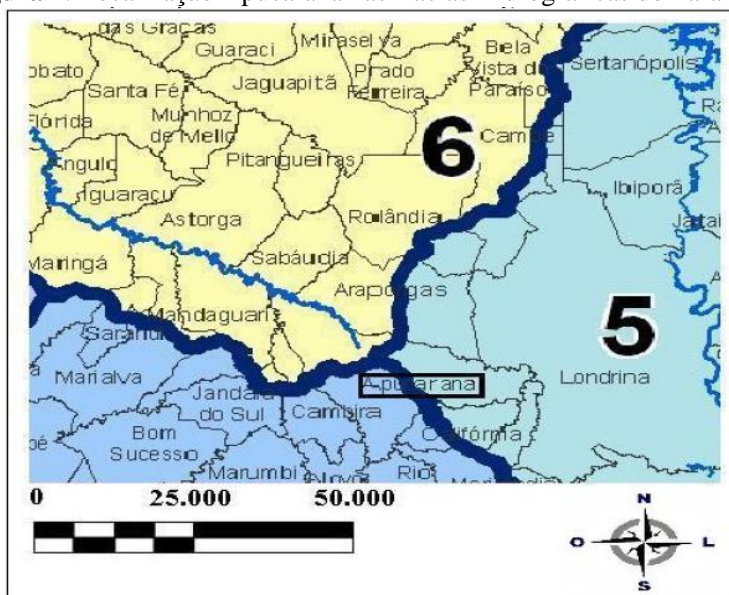 das Graças
Guaraci
Miraselva
Bela
Vista do
Paraíso
Sertanópolis
obato
Santa Fé
Jaguapitã
Prado
Ferreira
Munhoz
de Mello
Flórida
6
Ângulo
Pitangueiras
Ibiporã
Iguaraçu
Astorga
Rolândia
Jatai
Sabáudia
Maringá
Arapongas
Mandaguari
5
Marialva
Apucarana
Londrina
Jandaia
do Sul
Cambira
Bom
Sucesso
Califórnia
Marumbi
Rio
0 25.000 50.000
N
O L
S